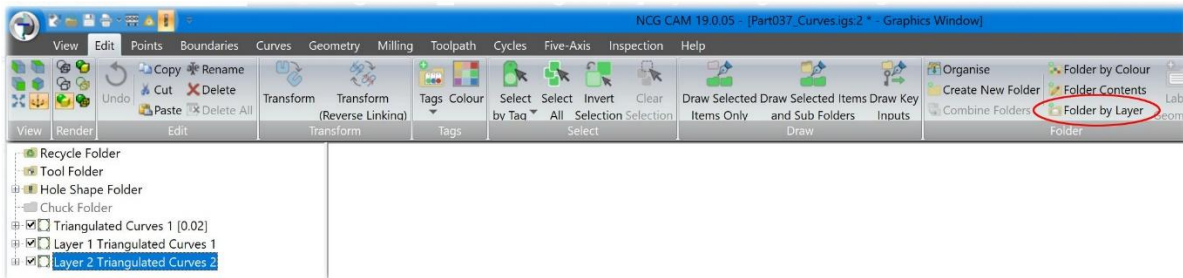 NCG CAM 19.0.05 - [Part037_Curves.igs:2 * - Graphics Window]
View Edit Points Boundaries Curves Geometry Milling Toolpath Cycles Five-Axis Inspection Help
Copy Rename Organise Folder by Colour
Undo Cut Delete Transform Transform Tags Colour Select Select Invert Clear Draw Selected Draw Selected Items Draw Key Create New Folder Folder Contents
Paste Delete All (Reverse Linking) by Tag All Selection Selection Items Only and Sub Folders Inputs Combine Folders Folder by Layer
View Render Edit Transform Tags Select Draw Folder
Recycle Folder
Tool Folder
Hole Shape Folder
Chuck Folder
Triangulated Curves 1 [0.02]
Layer 1 Triangulated Curves 1
Layer 2 Triangulated Curves 2